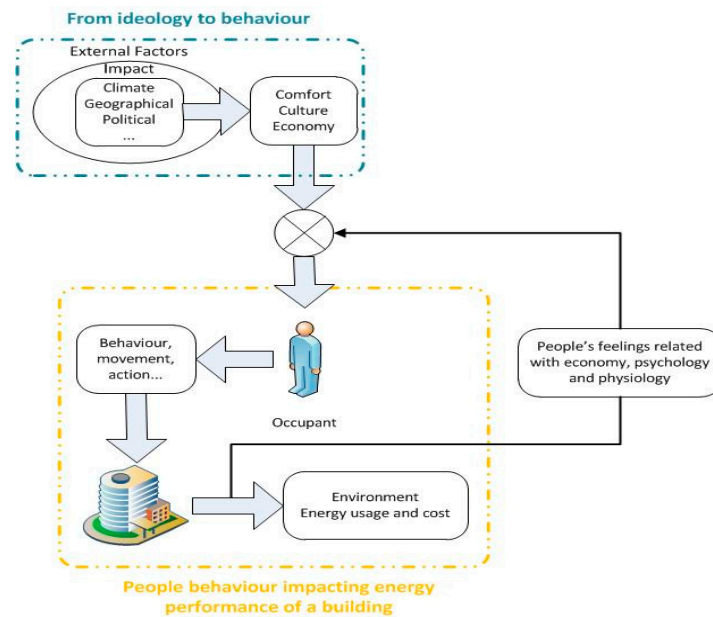 From ideology to behaviour
External Factors
Impact
Climate
Geographical
Political
...
Comfort
Culture
Economy
Behaviour,
movement,
action...
People's feelings related
with economy, psychology
and physiology
Occupant
Environment
Energy usage and cost
People behaviour impacting energy
performance of a building